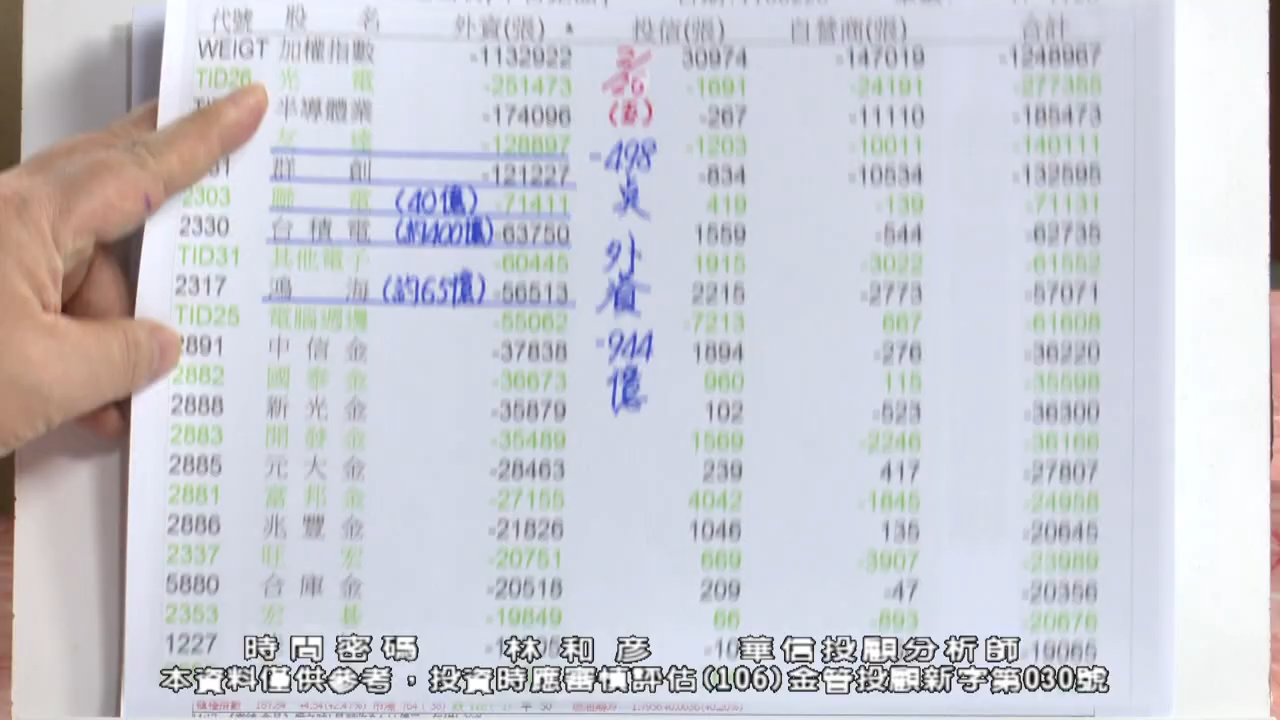 代號 股 名 外資(張) 投信(張) 自營商(張) 合計
WEIGT 加權指數 -1132922 30974 -147019 -1248967
TID26 光 電 -251473 -1691 -24191 -277355
半導體業 -174096 -267 -11110 -185473
友 達 -128897 -1203 -10011 -140111
群 創 -121227 -834 -10534 -132595
2303 聯 電 (40億) -71411 419 -139 -71131
2330 台 積 電 (約400億) -63750 1559 -544 -62735
TID31 其他電子 -60445 1915 -3022 -61552
2317 鴻 海 (約65億) -56513 2215 -2773 -57071
TID25 電腦週邊 -55062 -7213 667 -61608
2891 中 信 金 -37838 1894 -276 -36220
2882 國 泰 金 -36673 960 115 -35598
2888 新 光 金 -35879 102 -523 -36300
2883 開 發 金 -35489 1569 -2246 -36166
2885 元 大 金 -28463 239 417 -27807
2881 富 邦 金 -27155 4042 -1845 -24958
2886 兆 豐 金 -21826 1046 135 -20645
2337 旺 宏 -20751 669 -3907 -23989
5880 台 庫 金 -20518 209 -47 -20356
2353 宏 碁 -19849 66 -893 -20676
1227 -19065
2/26
(五)
-498
點
外
資
-944
億
時間密碼 林和彥 華信投顧分析師
本資料僅供參考,投資時應審慎評估(106)金管投顧新字第030號